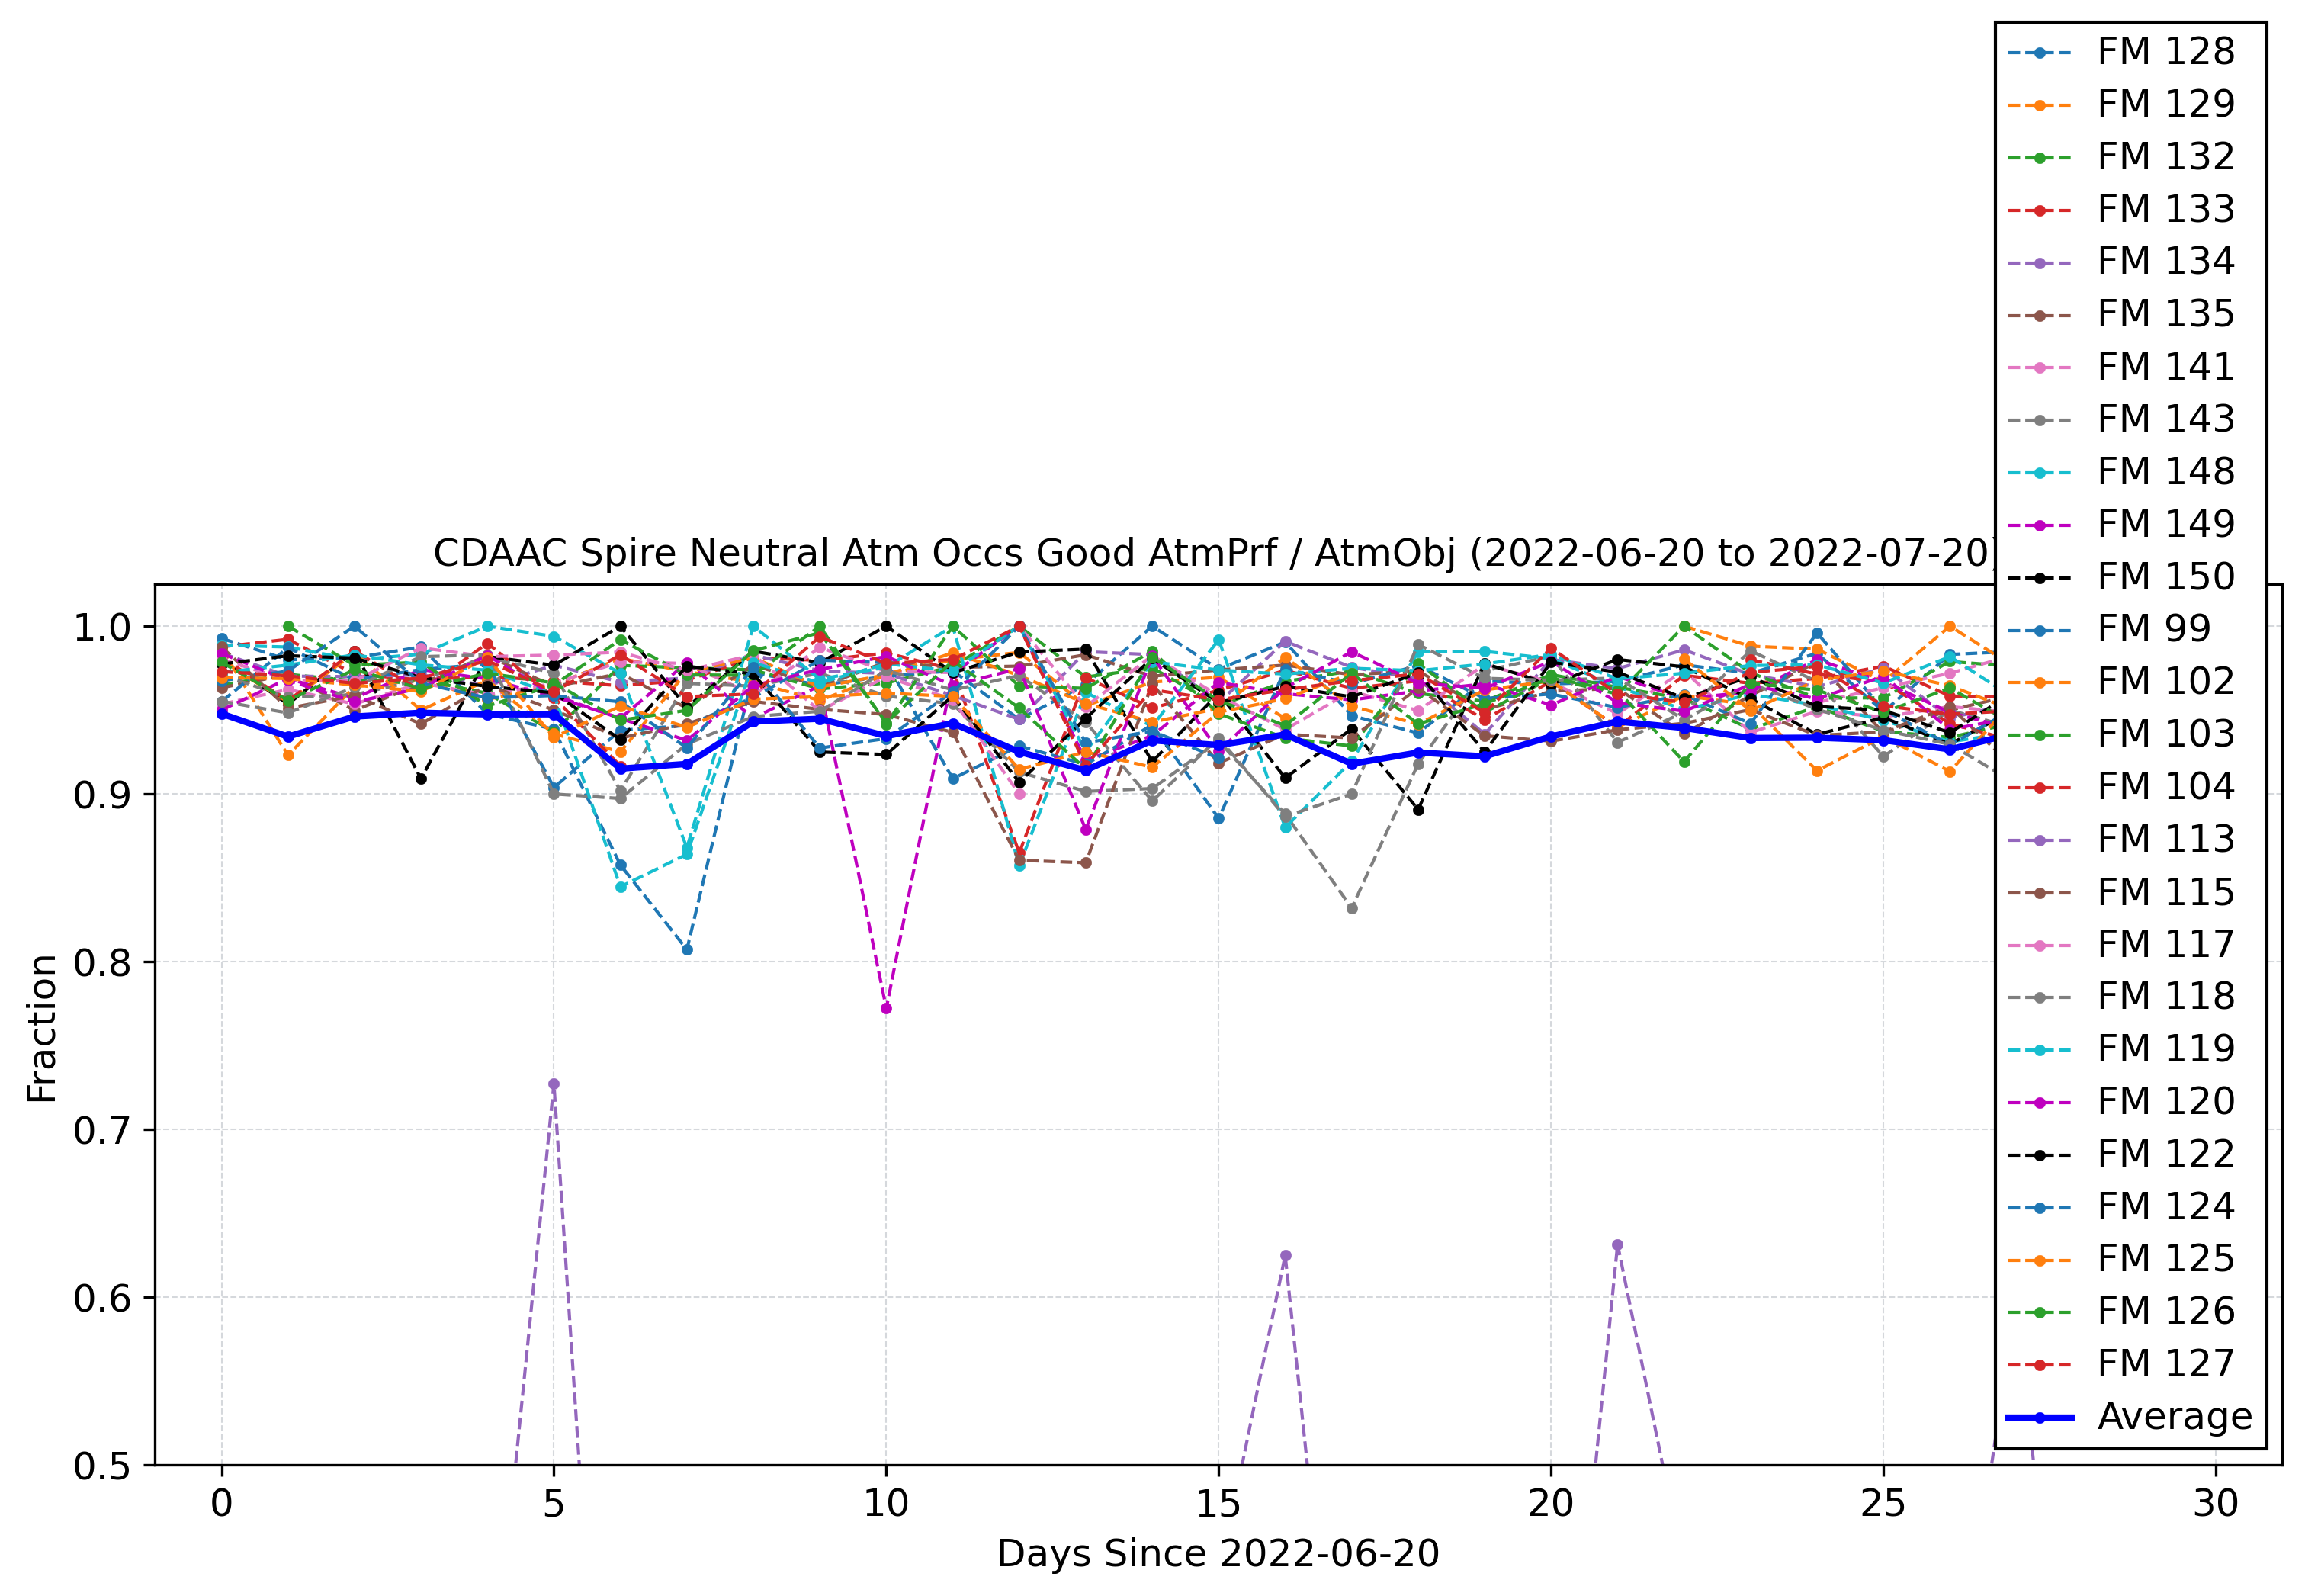 FM 128
FM 129
FM 132
FM 133
FM 134
FM 135
FM 141
FM 143
FM 148
FM 149
FM 150
FM 99
FM 102
FM 103
FM 104
FM 113
FM 115
FM 117
FM 118
FM 119
FM 120
FM 122
FM 124
FM 125
FM 126
FM 127
Average
CDAAC Spire Neutral Atm Occs Good AtmPrf / AtmObj (2022-06-20 to 2022-07-20)
1.0
0.9
0.8
0.7
0.6
0.5
Fraction
0 5 10 15 20 25 30
Days Since 2022-06-20